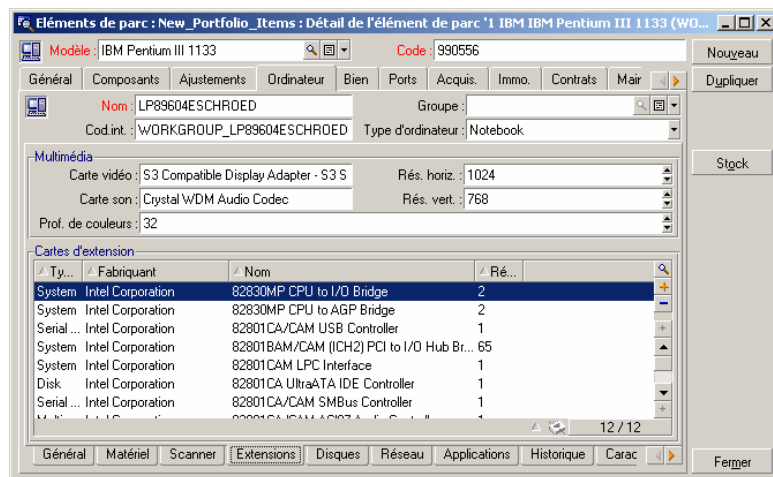 Eléments de parc : New_Portfolio_Items : Détail de l'élément de parc '1 IBM IBM Pentium III 1133 (WO...
Modèle : IBM Pentium III 1133 Code : 990556 Nouveau
Général Composants Ajustements Ordinateur Bien Ports Acquis. Immo. Contrats Mair Dupliquer
Nom : LP89604ESCHROED Groupe :
Cod.int. : WORKGROUP_LP89604ESCHROED Type d'ordinateur : Notebook
Multimédia Stock
Carte vidéo : S3 Compatible Display Adapter - S3 S Rés. horiz. : 1024
Carte son : Crystal WDM Audio Codec Rés. vert. : 768
Prof. de couleurs : 32
Cartes d'extension
Ty... Fabriquant Nom Ré...
System Intel Corporation 82830MP CPU to I/O Bridge 2
System Intel Corporation 82830MP CPU to AGP Bridge 2
Serial ... Intel Corporation 82801CA/CAM USB Controller 1
System Intel Corporation 82801BAM/CAM (ICH2) PCI to I/O Hub Br... 65
System Intel Corporation 82801CAM LPC Interface 1
Disk Intel Corporation 82801CA UltraATA IDE Controller 1
Serial ... Intel Corporation 82801CA/CAM SMBus Controller 1
12 / 12
Général Matériel Scanner Extensions Disques Réseau Applications Historique Carac Fermer